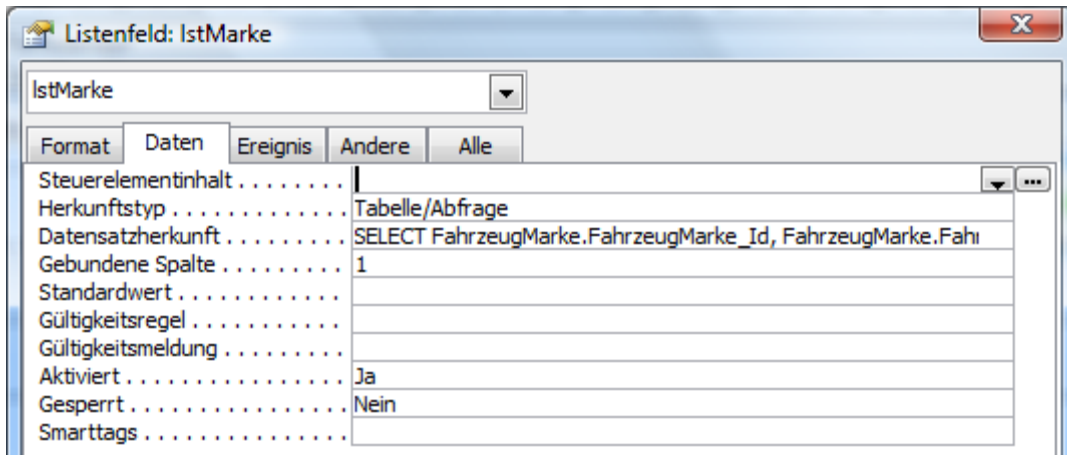 Listenfeld: lstMarke
lstMarke
Format Daten Ereignis Andere Alle
Steuerelementinhalt . . . . . . . .
Herkunftstyp . . . . . . . . . . . . . . Tabelle/Abfrage
Datensatzherkunft . . . . . . . . . SELECT FahrzeugMarke.FahrzeugMarke_Id, FahrzeugMarke.Fahr
Gebundene Spalte . . . . . . . . . 1
Standardwert . . . . . . . . . . . .
Gültigkeitsregel . . . . . . . . . . .
Gültigkeitsmeldung . . . . . . . . .
Aktiviert . . . . . . . . . . . . . . . . Ja
Gesperrt . . . . . . . . . . . . . . . . Nein
Smarttags . . . . . . . . . . . . . . .